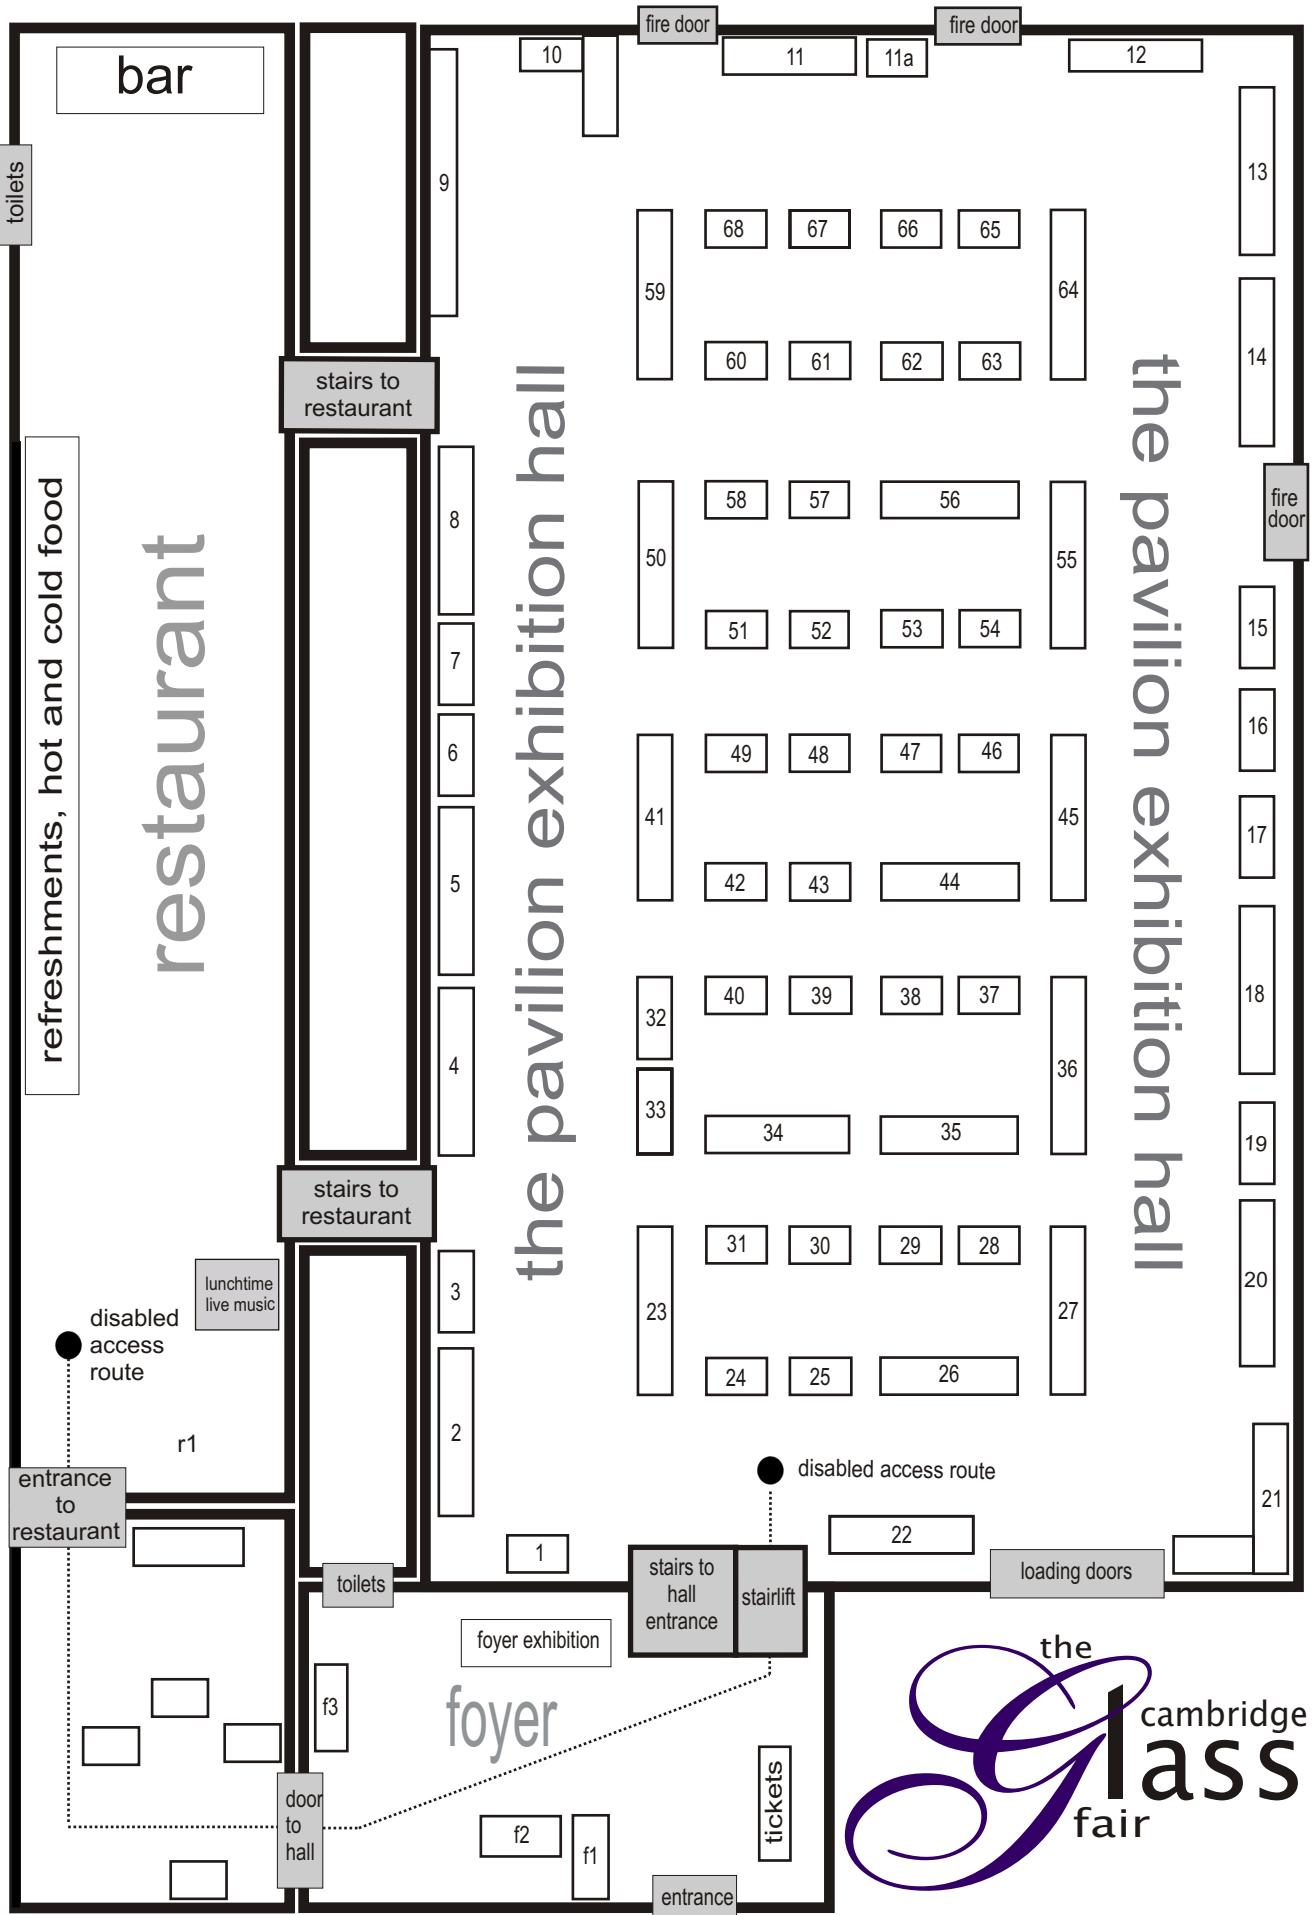 fire door
fire door
bar
10
11
11a
12
toilets
9
13
68
67
66
65
59
64
14
60
61
62
63
stairs to
restaurant
the pavilion exhibition hall
the pavilion exhibition hall
refreshments, hot and cold food
restaurant
8
58
57
56
fire
door
50
55
51
52
53
54
15
7
6
49
48
47
46
16
41
45
17
5
42
43
44
40
39
38
37
18
32
4
36
33
34
35
19
stairs to
restaurant
31
30
29
28
lunchtime
live music
3
23
27
20
disabled
access
route
24
25
26
2
r1
disabled access route
entrance
to
restaurant
21
22
1
stairs to
hall
entrance
stairlift
loading doors
toilets
foyer exhibition
foyer
f3
the
cambridge
Glass
fair
tickets
door
to
hall
f2
f1
entrance